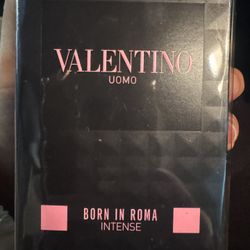 VALENTINO
UOMO
BORN IN ROMA
INTENSE